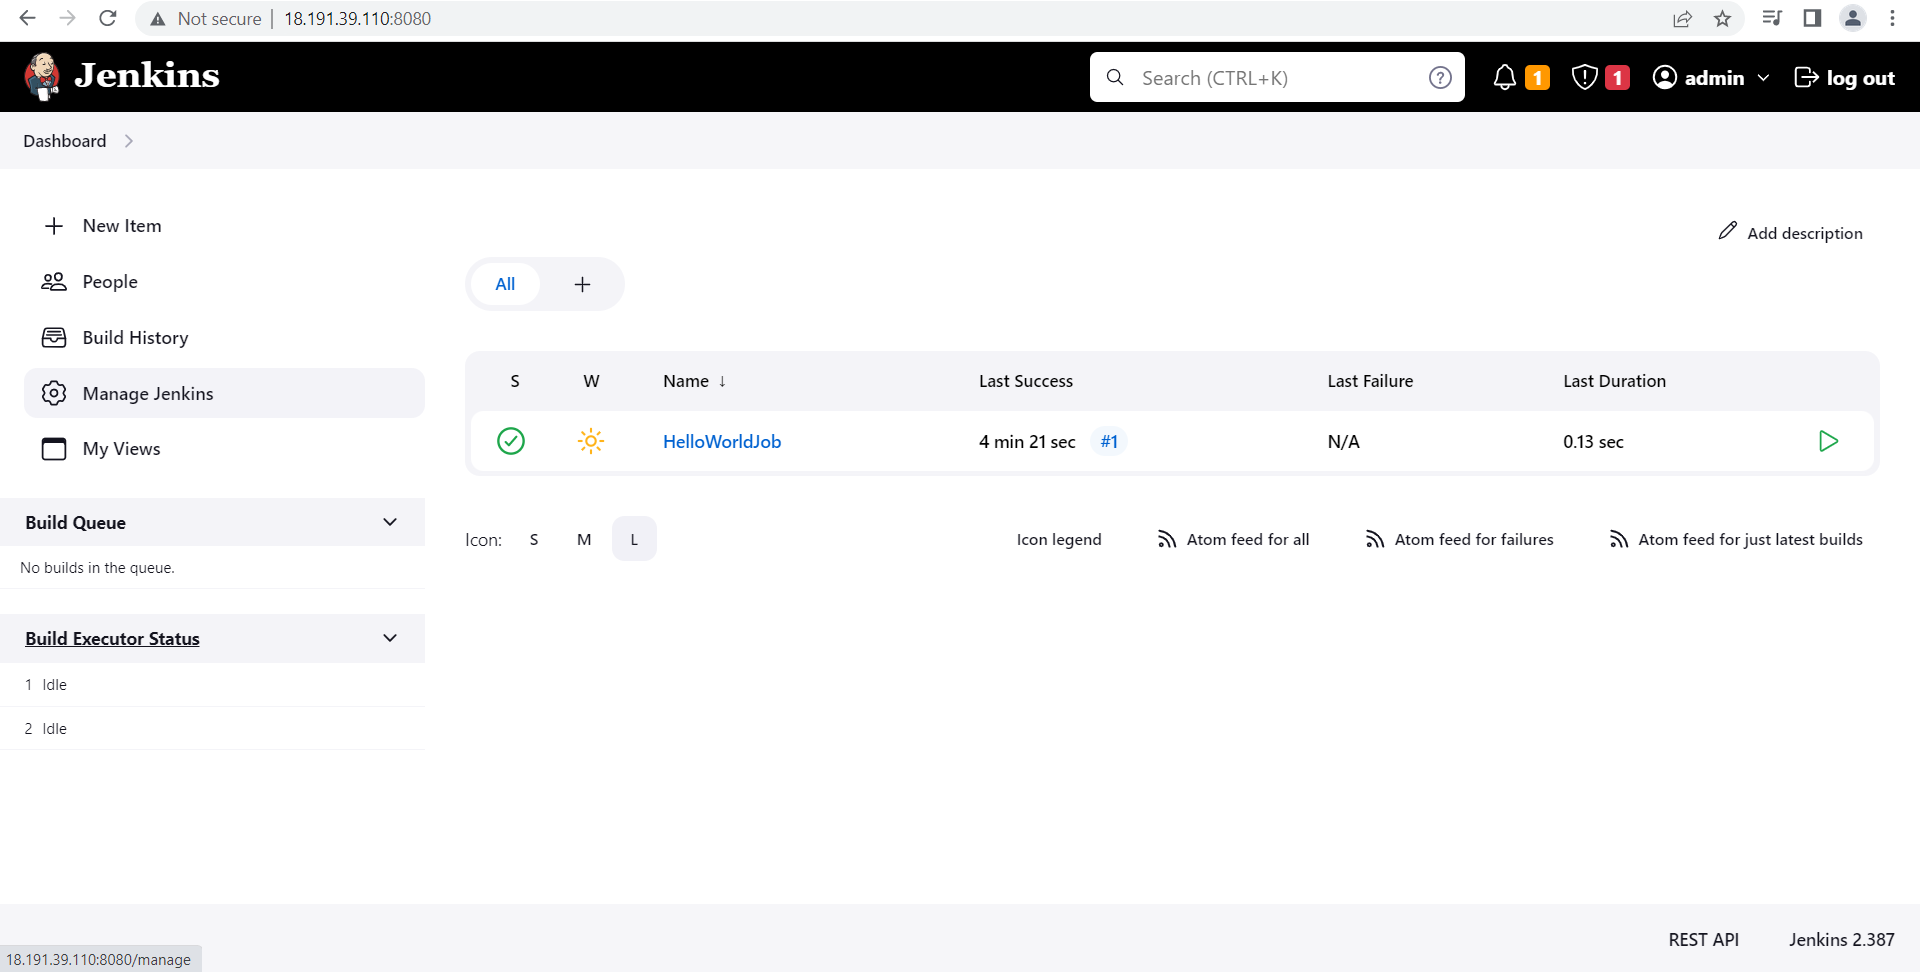 Not secure | 18.191.39.110:8080
Jenkins
Search (CTRL+K) ? 1 1 admin log out
Dashboard
New Item
Add description
People
All +
Build History
Manage Jenkins
My Views
S W Name ↓ Last Success Last Failure Last Duration
HelloWorldJob 4 min 21 sec #1 N/A 0.13 sec
Build Queue
No builds in the queue.
Icon: S M L Icon legend Atom feed for all Atom feed for failures Atom feed for just latest builds
Build Executor Status
1 Idle
2 Idle
REST API Jenkins 2.387
18.191.39.110:8080/manage